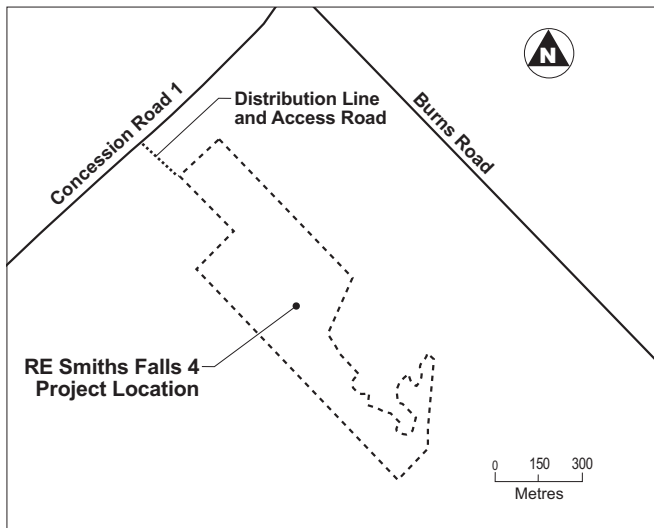 N
Distribution Line
and Access Road
Concession Road 1
Burns Road
RE Smiths Falls 4
Project Location
0 150 300
Metres